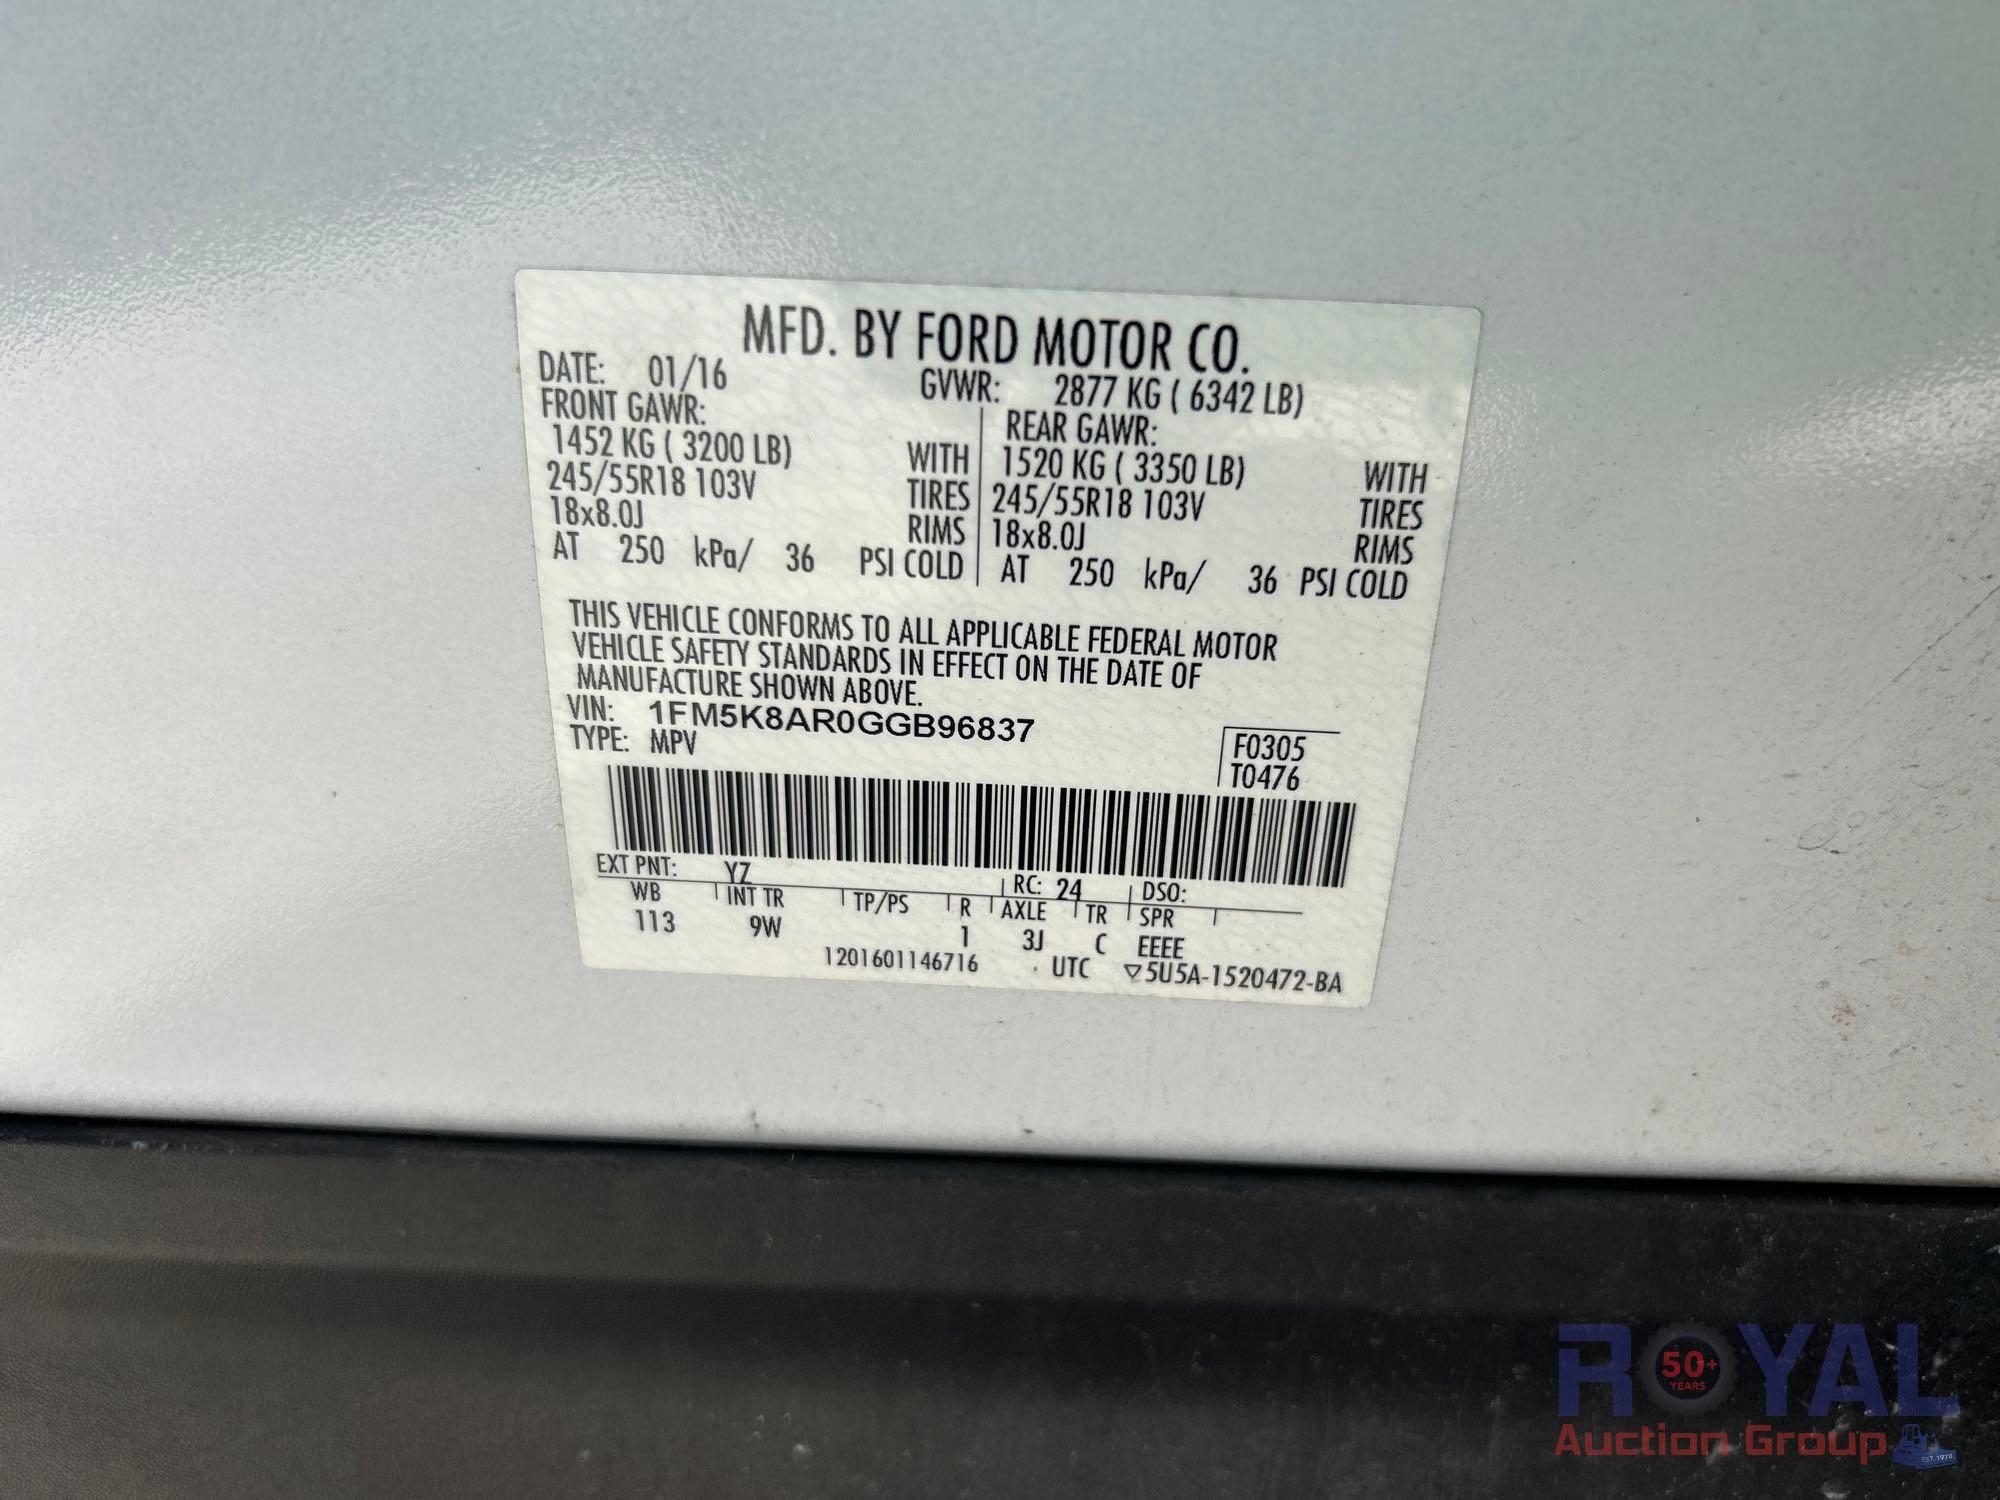 MFD. BY FORD MOTOR CO.
DATE: 01/16 GVWR: 2877 KG ( 6342 LB)
FRONT GAWR: REAR GAWR:
1452 KG ( 3200 LB) WITH 1520 KG ( 3350 LB) WITH
245/55R18 103V TIRES 245/55R18 103V TIRES
18x8.0J RIMS 18x8.0J RIMS
AT 250 kPa/ 36 PSI COLD AT 250 kPa/ 36 PSI COLD
THIS VEHICLE CONFORMS TO ALL APPLICABLE FEDERAL MOTOR
VEHICLE SAFETY STANDARDS IN EFFECT ON THE DATE OF
MANUFACTURE SHOWN ABOVE.
VIN: 1FM5K8AR0GGB96837
TYPE: MPV
F0305
T0476
EXT PNT: YZ RC: 24 DSO:
WB INT TR TP/PS R AXLE TR SPR
113 9W 1 3J C EEEE
1201601146716 UTC ▽5U5A-1520472-BA
ROYAL
50+
YEARS
Auction Group
EST. 1970